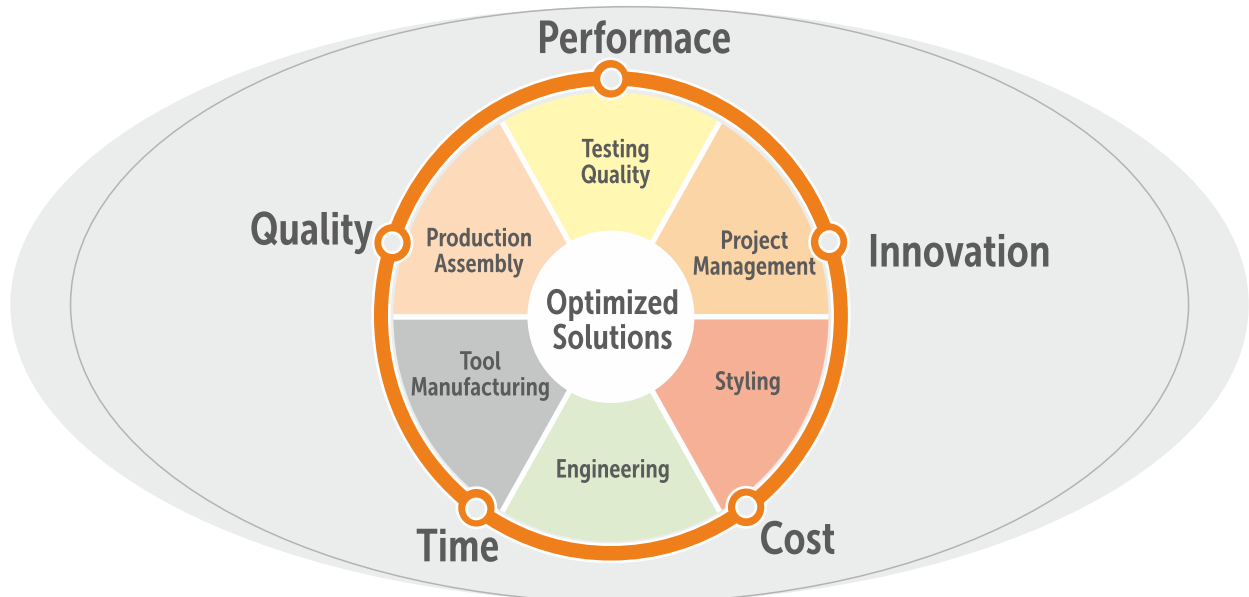 Performace
Testing
Quality
Quality
Production
Assembly
Project
Management
Innovation
Optimized
Solutions
Tool
Manufacturing
Styling
Engineering
Time
Cost